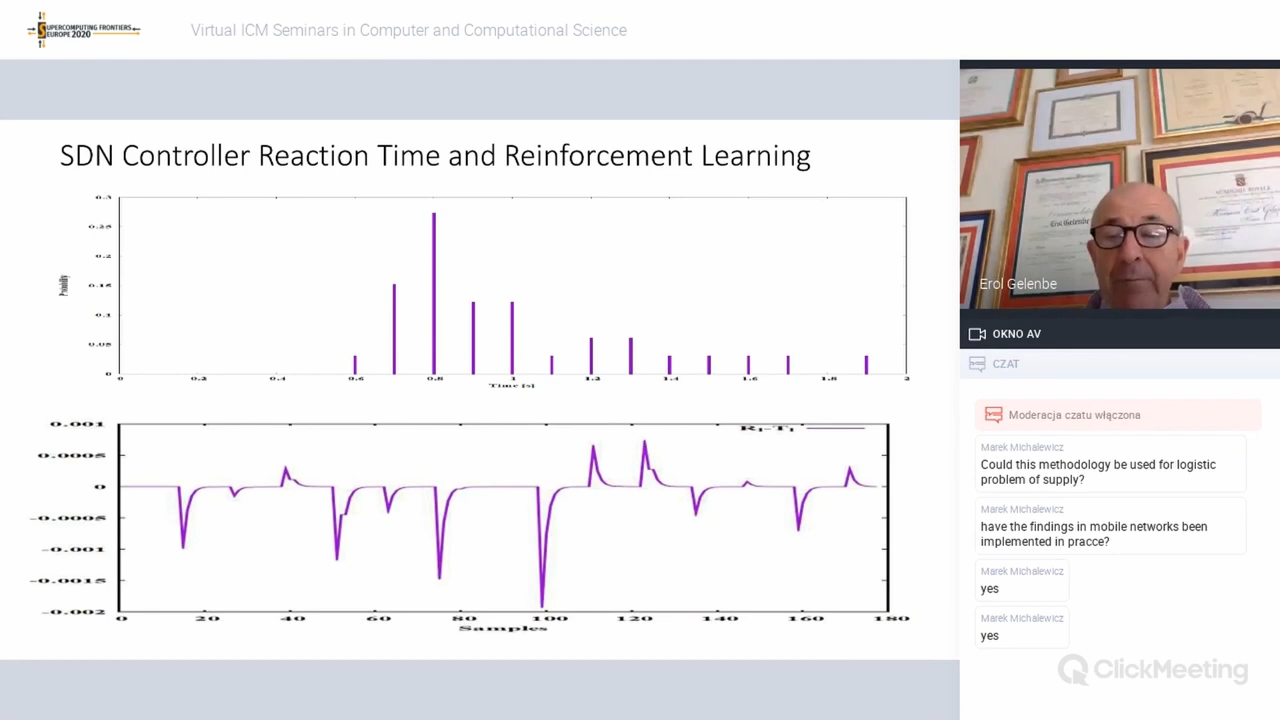 SUPERCOMPUTING FRONTIERS
EUROPE 2020
Virtual ICM Seminars in Computer and Computational Science
SDN Controller Reaction Time and Reinforcement Learning
0.3
0.25
0.2
0.15
0.1
0.05
0
0 0.2 0.4 0.6 0.8 1 1.2 1.4 1.6 1.8 2
Time [s]
Probability
0.001
0.0005
0
-0.0005
-0.001
-0.0015
-0.002
R1-T1
0 20 40 60 80 100 120 140 160 180
Samples
Erol Gelenbe
OKNO AV
CZAT
Moderacja czatu włączona
Marek Michalewicz
Could this methodology be used for logistic
problem of supply?
Marek Michalewicz
have the findings in mobile networks been
implemented in pracce?
Marek Michalewicz
yes
Marek Michalewicz
yes
ClickMeeting